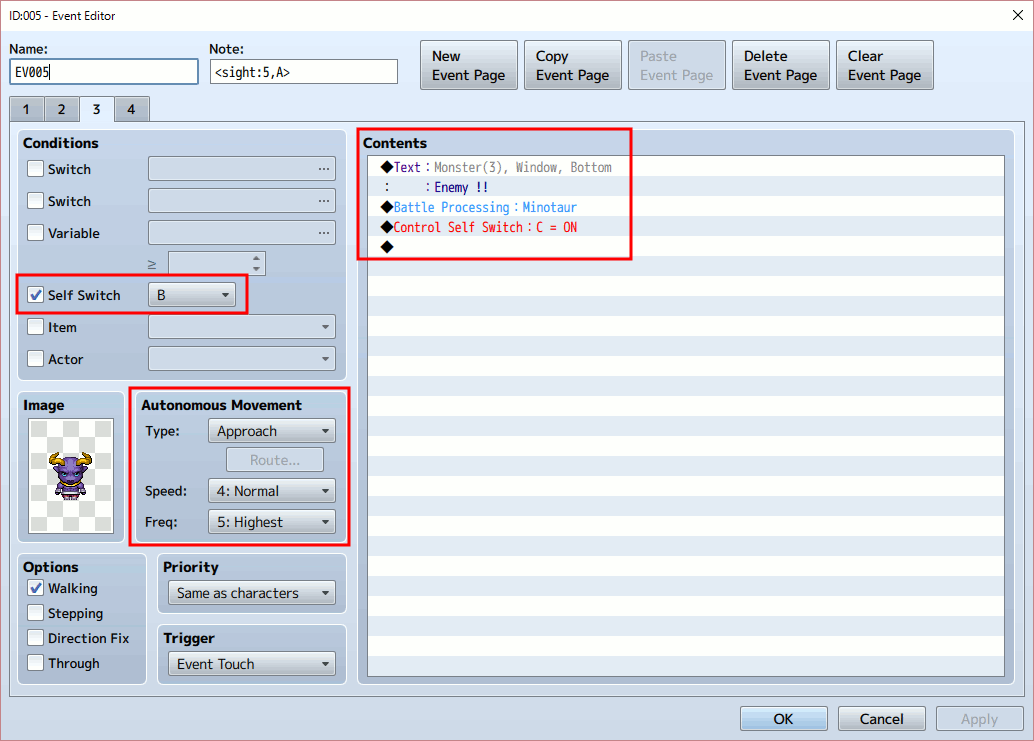 ID:005 - Event Editor
Name:
Note:
EV005
<sight:5,A>
New
Event Page
Copy
Event Page
Paste
Event Page
Delete
Event Page
Clear
Event Page
1 2 3 4
Conditions
Switch ...
Switch ...
Variable ...
≥
Self Switch B
Item
Actor
Image
Autonomous Movement
Type: Approach
Route...
Speed: 4: Normal
Freq: 5: Highest
Options
Walking
Stepping
Direction Fix
Through
Priority
Same as characters
Trigger
Event Touch
Contents
◆Text：Monster(3), Window, Bottom
：　　：Enemy !!
◆Battle Processing：Minotaur
◆Control Self Switch：C = ON
◆
OK Cancel Apply